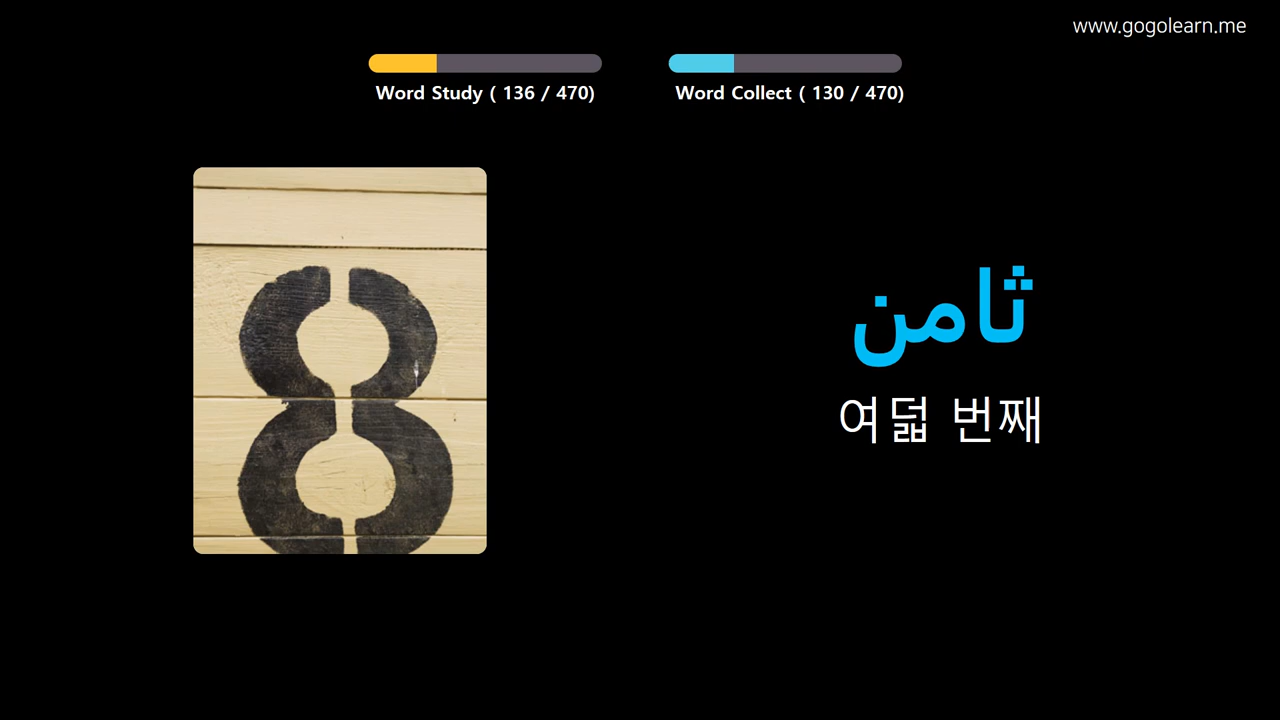 www.gogolearn.me
Word Study ( 136 / 470)
Word Collect ( 130 / 470)
8
ثامن
여덟 번째